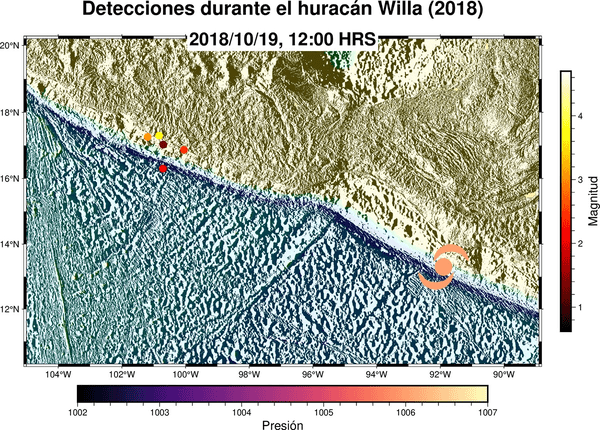 Detecciones durante el huracán Willa (2018)
2018/10/19, 12:00 HRS
20°N
18°N
16°N
14°N
12°N
104°W 102°W 100°W 98°W 96°W 94°W 92°W 90°W
4
3
2
1
Magnitud
1002 1003 1004 1005 1006 1007
Presión